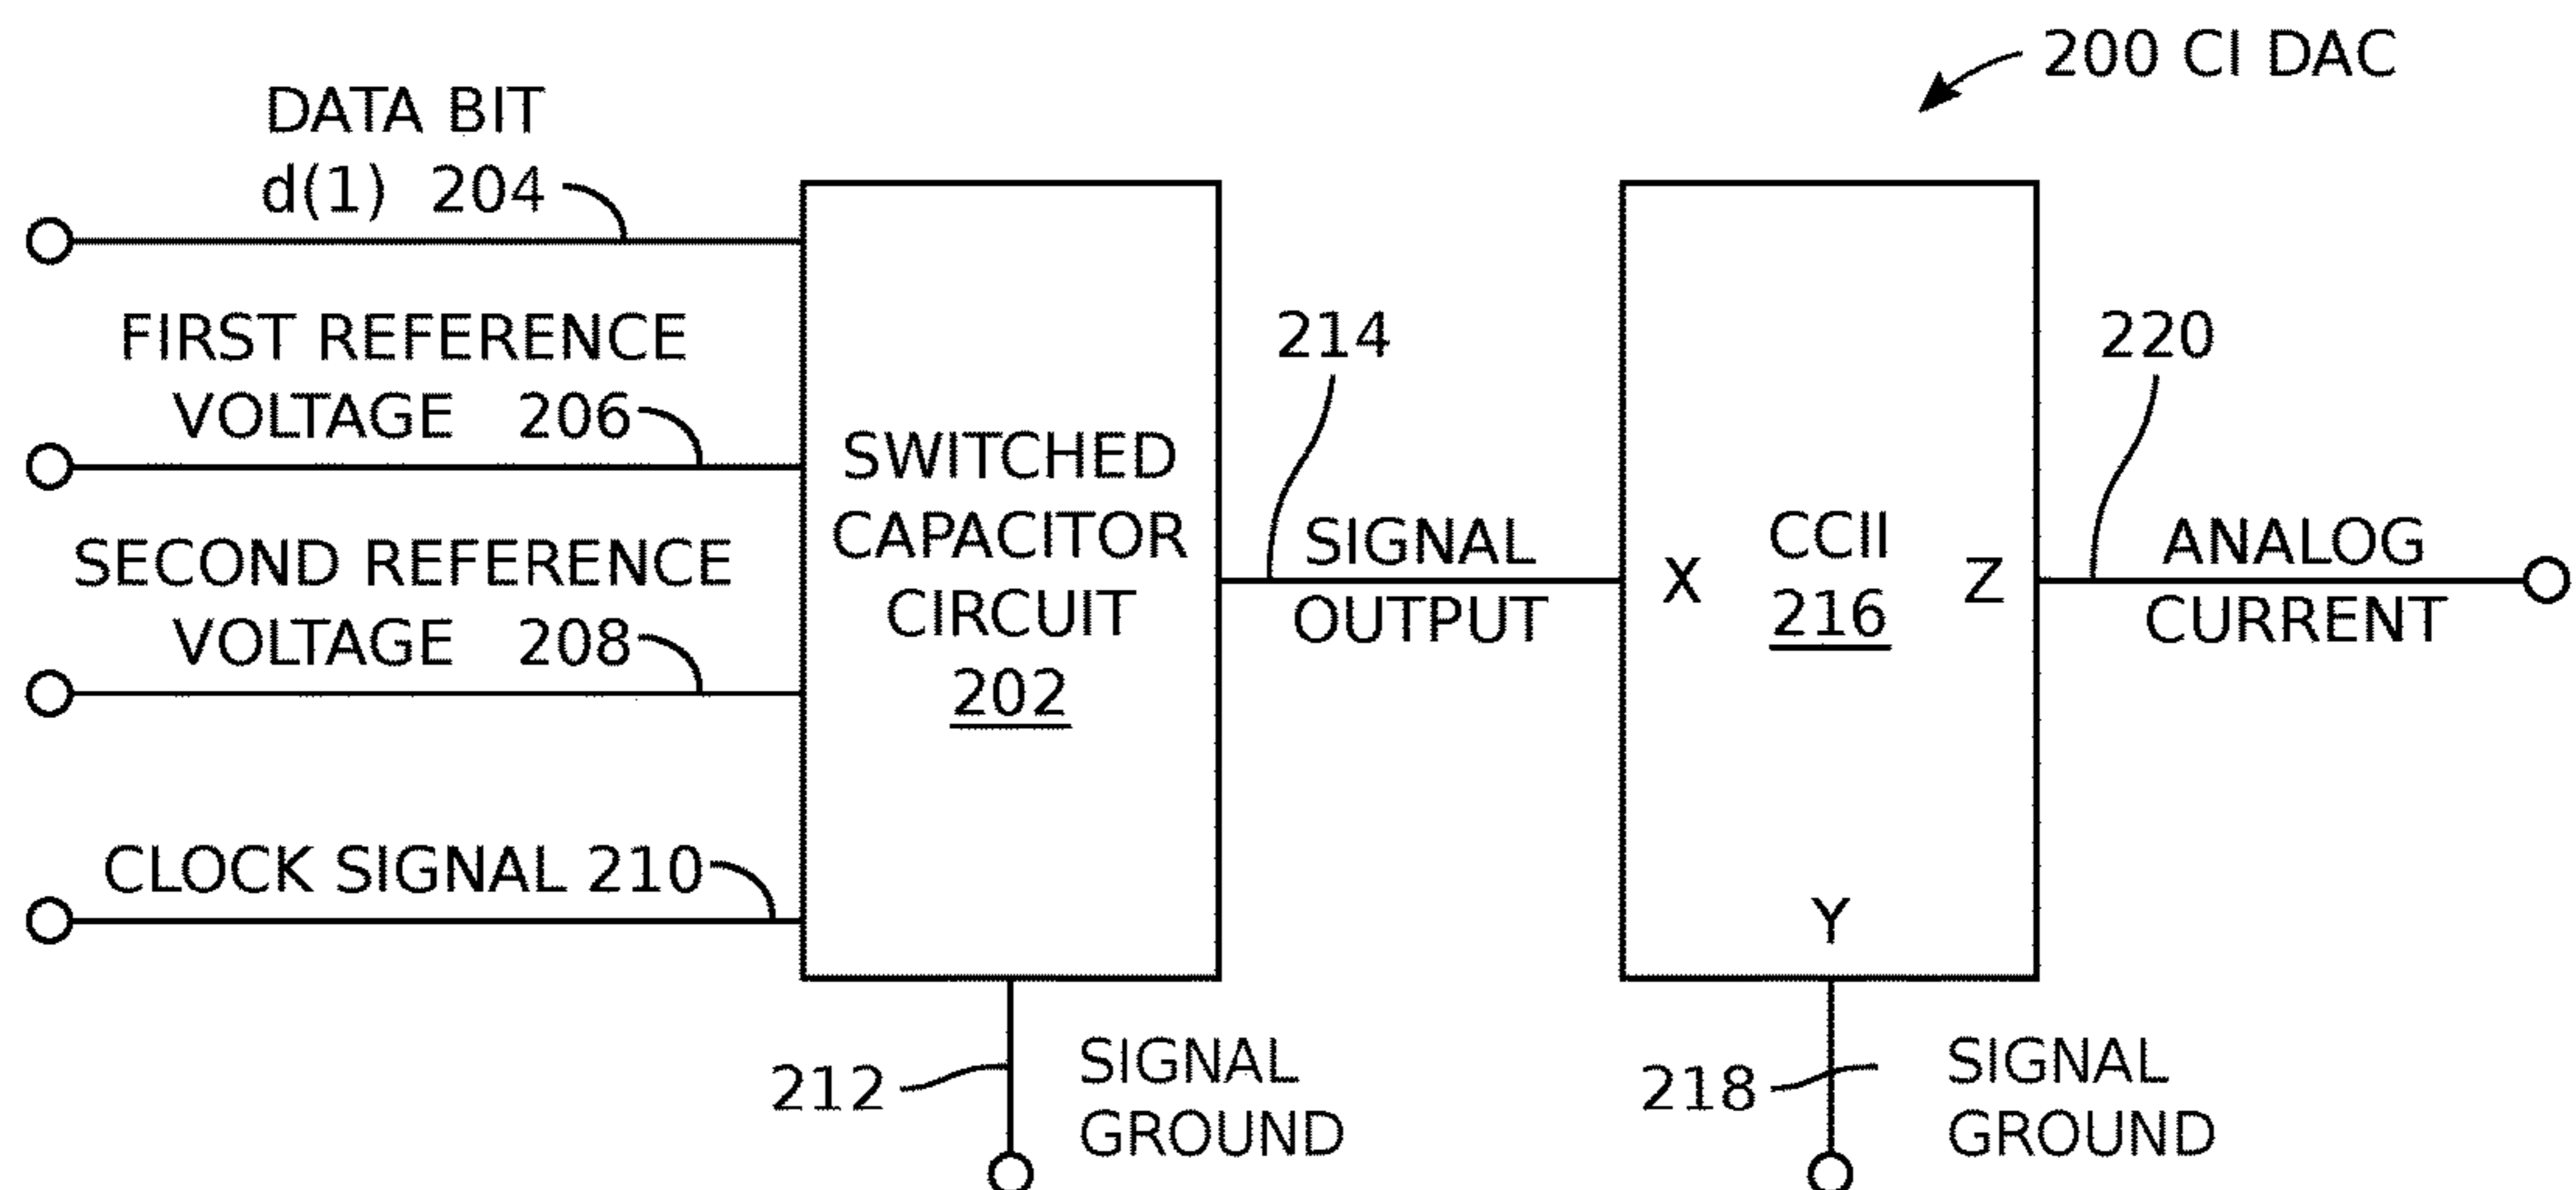 200 CI DAC
DATA BIT
d(1) 204
FIRST REFERENCE
VOLTAGE 206
SECOND REFERENCE
VOLTAGE 208
CLOCK SIGNAL 210
SWITCHED
CAPACITOR
CIRCUIT
202
212
SIGNAL
GROUND
214
SIGNAL
OUTPUT
X
CCII
216
Z
Y
218
SIGNAL
GROUND
220
ANALOG
CURRENT